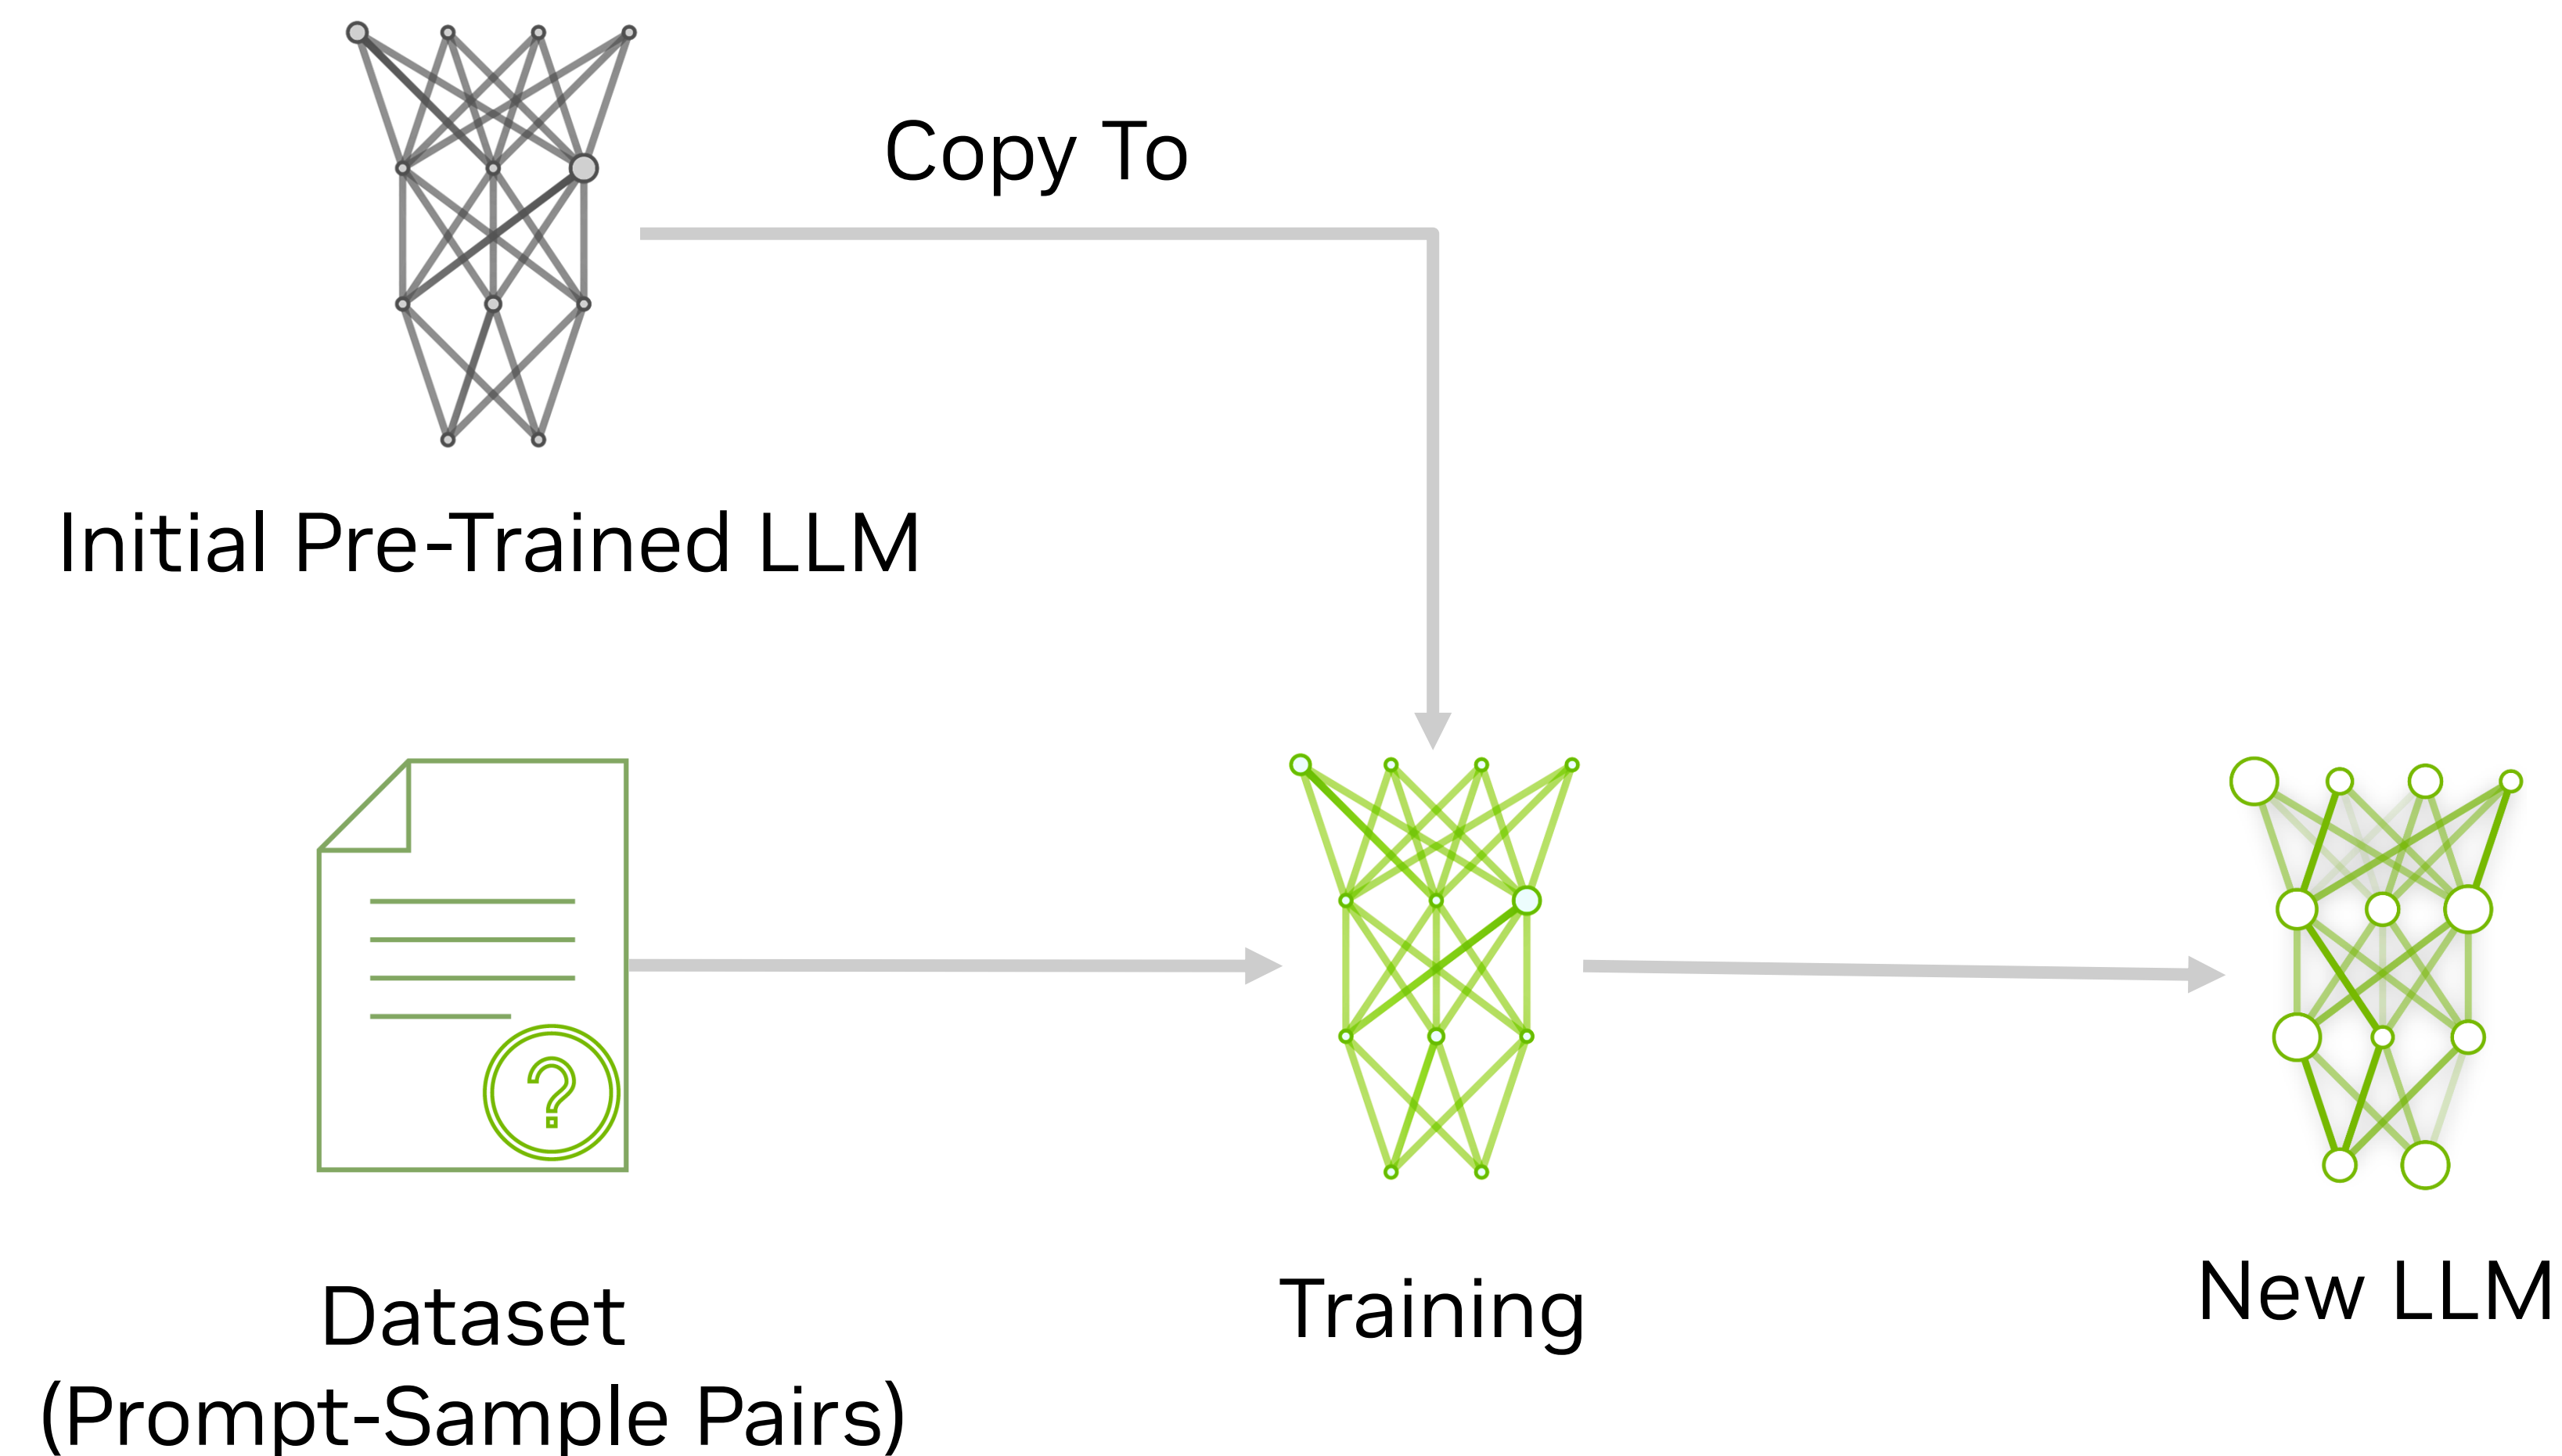 Copy To
Initial Pre-Trained LLM
?
Dataset
(Prompt-Sample Pairs)
Training
New LLM